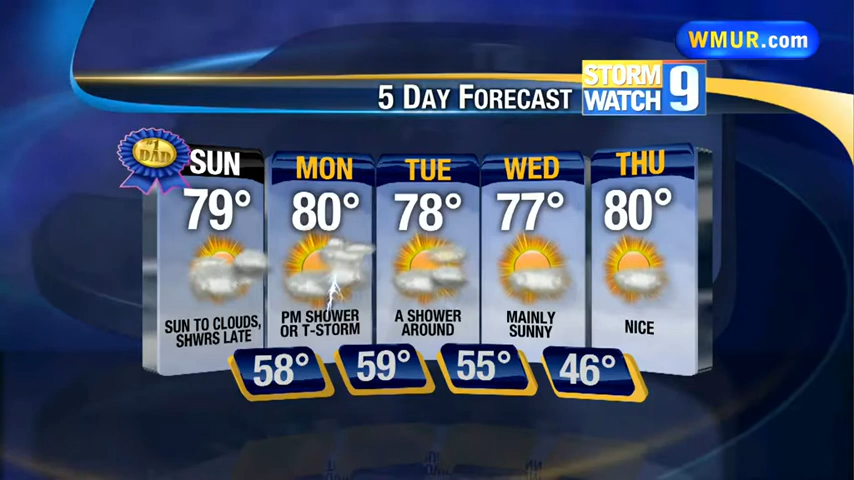 WMUR.com
5 DAY FORECAST
STORM
WATCH 9
#1
DAD
SUN MON TUE WED THU
79° 80° 78° 77° 80°
SUN TO CLOUDS,
SHWRS LATE
PM SHOWER
OR T-STORM
A SHOWER
AROUND
MAINLY
SUNNY
NICE
58° 59° 55° 46°